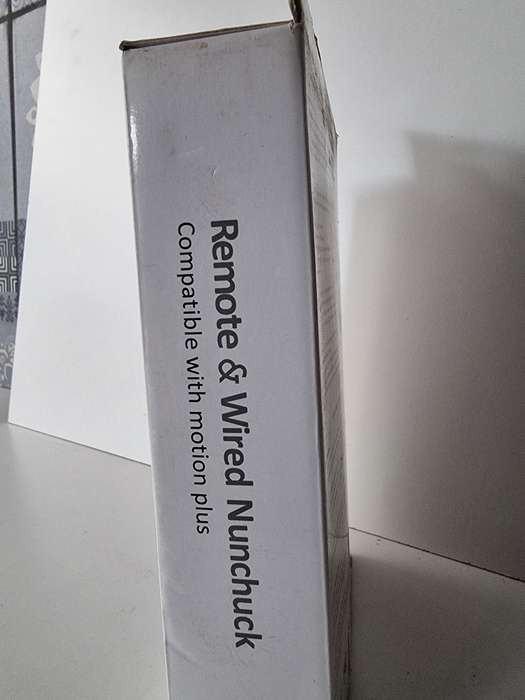 Remote & Wired Nunchuck
Compatible with motion plus